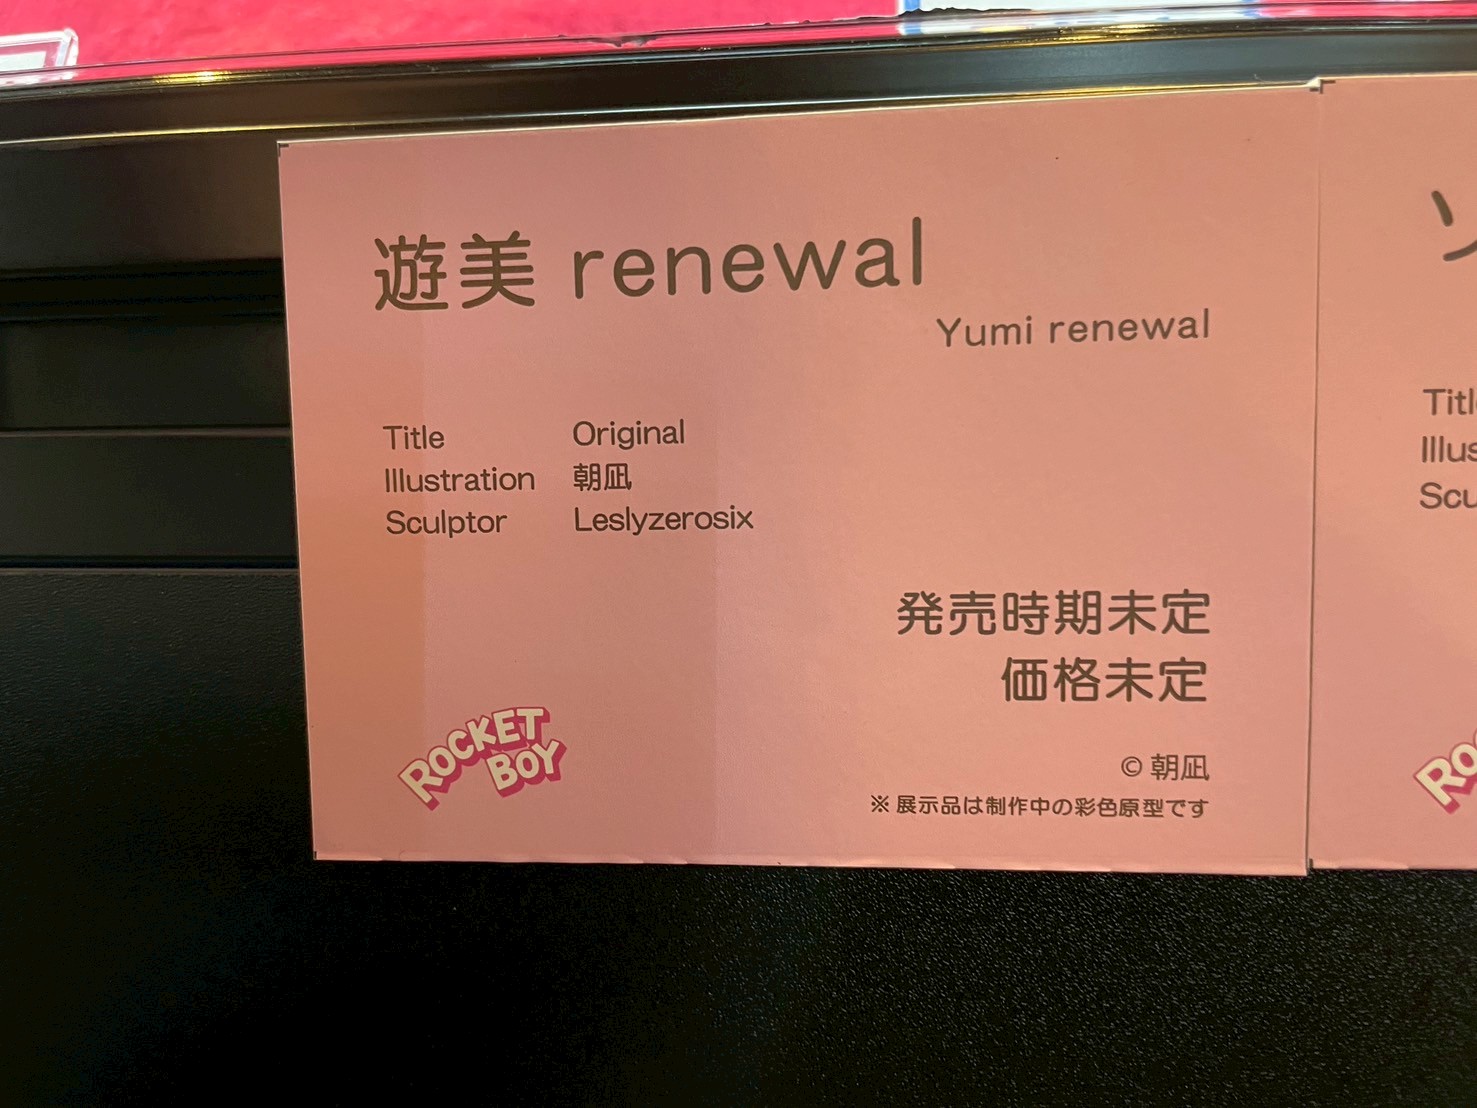 遊美 renewal
Yumi renewal
Title Original
Illustration 朝凪
Sculptor Leslyzerosix
発売時期未定
価格未定
ROCKET
BOY
© 朝凪
※ 展示品は制作中の彩色原型です